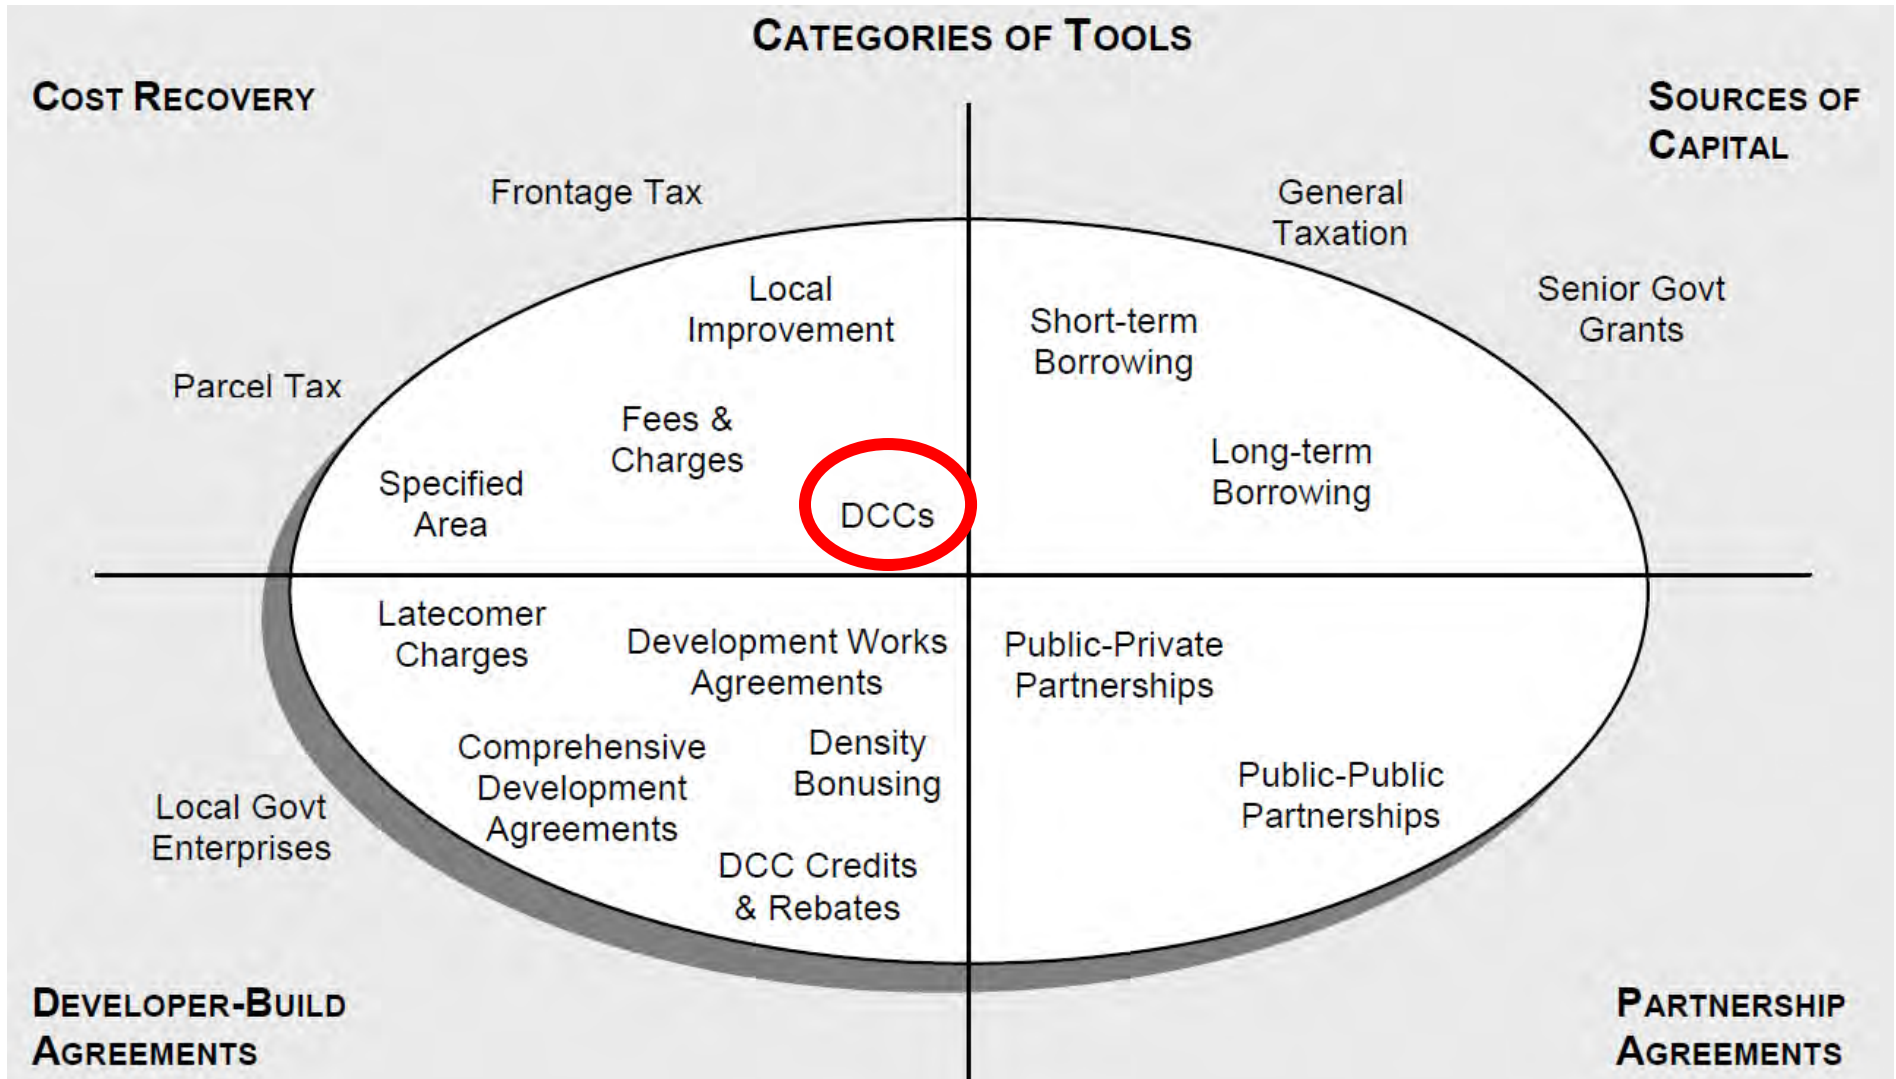 CATEGORIES OF TOOLS
COST RECOVERY
SOURCES OF
CAPITAL
Frontage Tax
General
Taxation
Senior Govt
Grants
Local
Improvement
Short-term
Borrowing
Parcel Tax
Fees &
Charges
Long-term
Borrowing
Specified
Area
DCCs
Latecomer
Charges
Development Works
Agreements
Public-Private
Partnerships
Comprehensive
Development
Agreements
Density
Bonusing
Public-Public
Partnerships
Local Govt
Enterprises
DCC Credits
& Rebates
DEVELOPER-BUILD
AGREEMENTS
PARTNERSHIP
AGREEMENTS